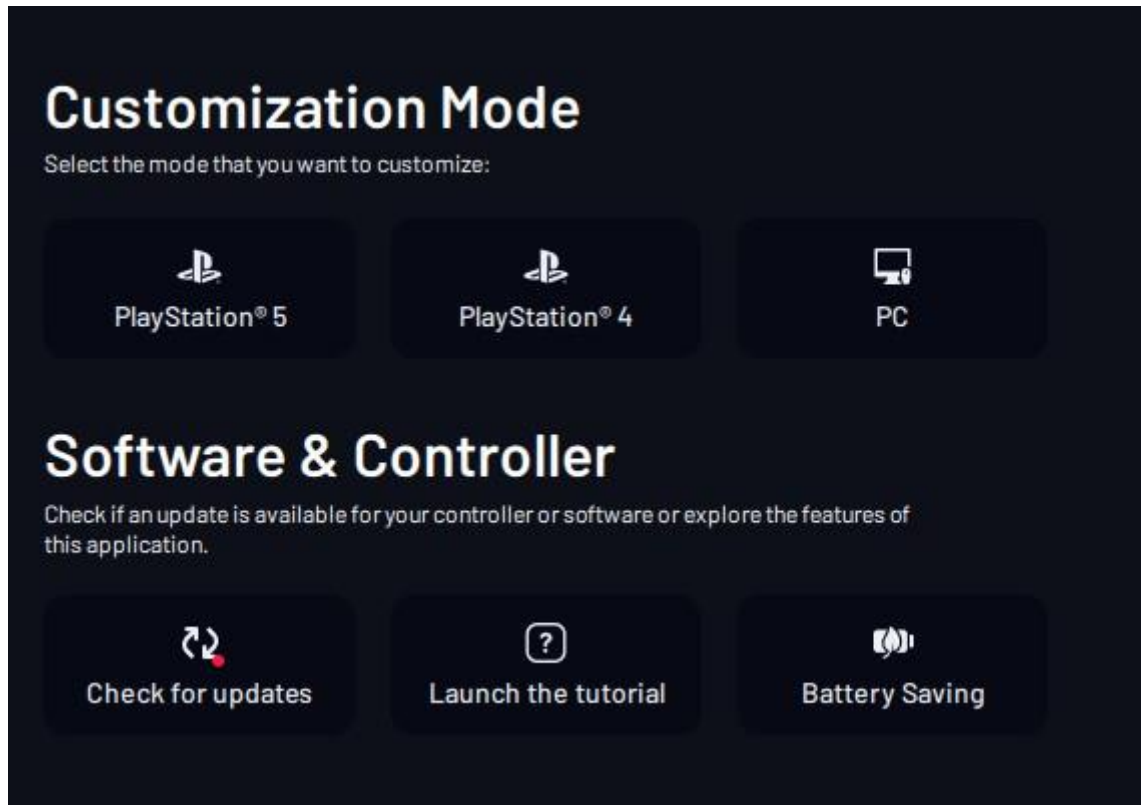 Customization Mode
Select the mode that you want to customize:
PlayStation® 5
PlayStation® 4
PC
Software & Controller
Check if an update is available for your controller or software or explore the features of
this application.
?
Check for updates
Launch the tutorial
Battery Saving